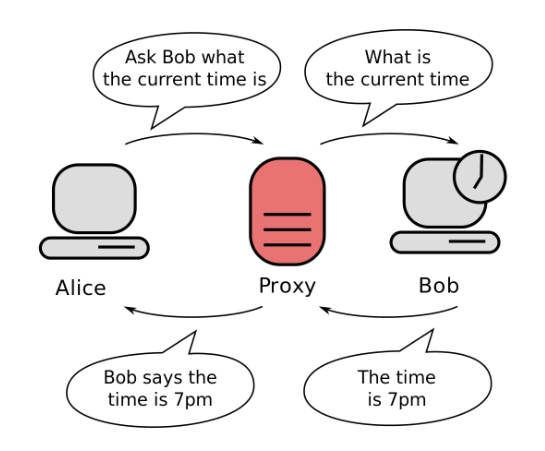 Ask Bob what
the current time is
What is
the current time
Alice
Proxy
Bob
Bob says the
time is 7pm
The time
is 7pm